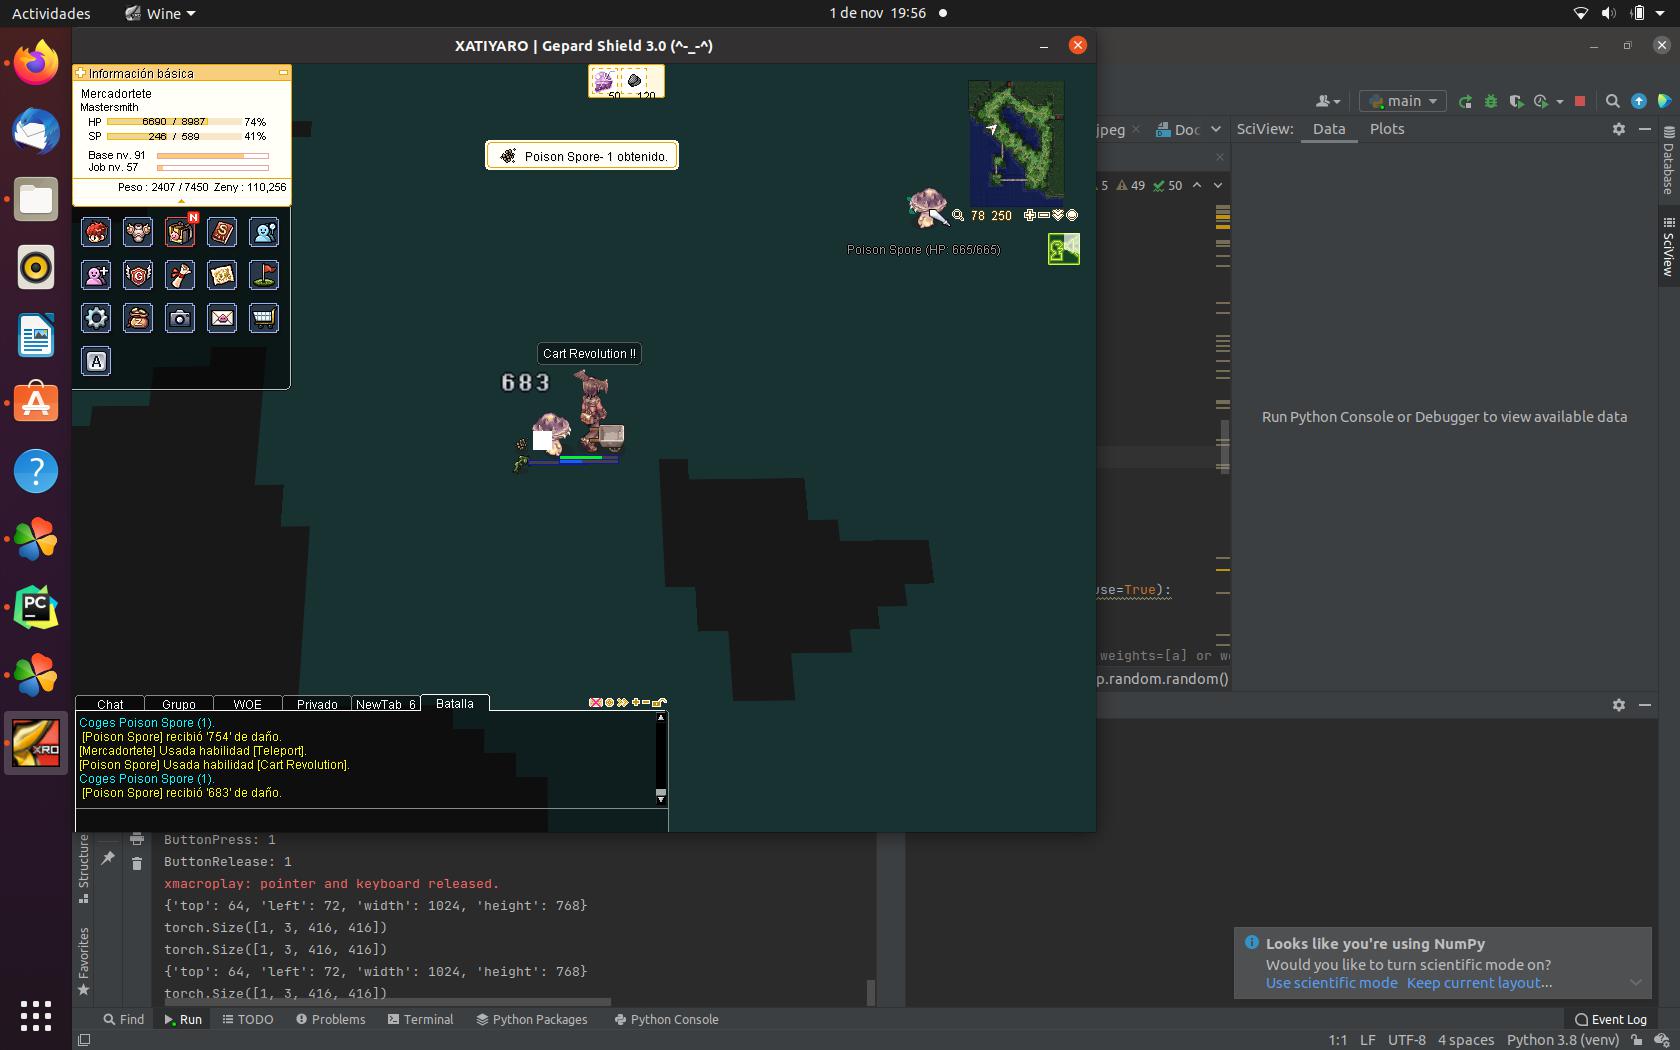 Actividades
Wine
1 de nov 19:56
XATIYARO | Gepard Shield 3.0 (^-_-^)
Información básica
Mercadortete
Mastersmith
HP 6690 / 8987 74%
SP 246 / 589 41%
Base nv. 91
Job nv. 57
Peso : 2407 / 7450 Zeny : 110,256
N
A
50 120
Poison Spore- 1 obtenido.
78 250
Poison Spore (HP: 665/665)
Cart Revolution !!
683
Chat Grupo WOE Privado NewTab_6 Batalla
Coges Poison Spore (1).
[Poison Spore] recibió '754' de daño.
[Mercadortete] Usada habilidad [Teleport].
[Poison Spore] Usada habilidad [Cart Revolution].
Coges Poison Spore (1).
[Poison Spore] recibió '683' de daño.
main
jpeg
Doc
SciView: Data Plots
5 49 50
Run Python Console or Debugger to view available data
use=True):
weights=[a] or w
p.random.random()
Database
SciView
PC
XRO
Structure
Favorites
ButtonPress: 1
ButtonRelease: 1
xmacroplay: pointer and keyboard released.
{'top': 64, 'left': 72, 'width': 1024, 'height': 768}
torch.Size([1, 3, 416, 416])
torch.Size([1, 3, 416, 416])
{'top': 64, 'left': 72, 'width': 1024, 'height': 768}
torch.Size([1, 3, 416, 416])
Looks like you're using NumPy
Would you like to turn scientific mode on?
Use scientific mode Keep current layout...
Find Run TODO Problems Terminal Python Packages Python Console
Event Log
1:1 LF UTF-8 4 spaces Python 3.8 (venv)